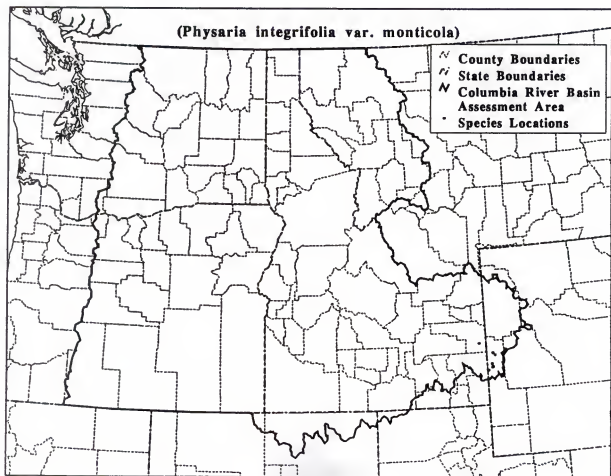 (Physaria integrifolia var. monticola)
County Boundaries
State Boundaries
Columbia River Basin
Assessment Area
Species Locations